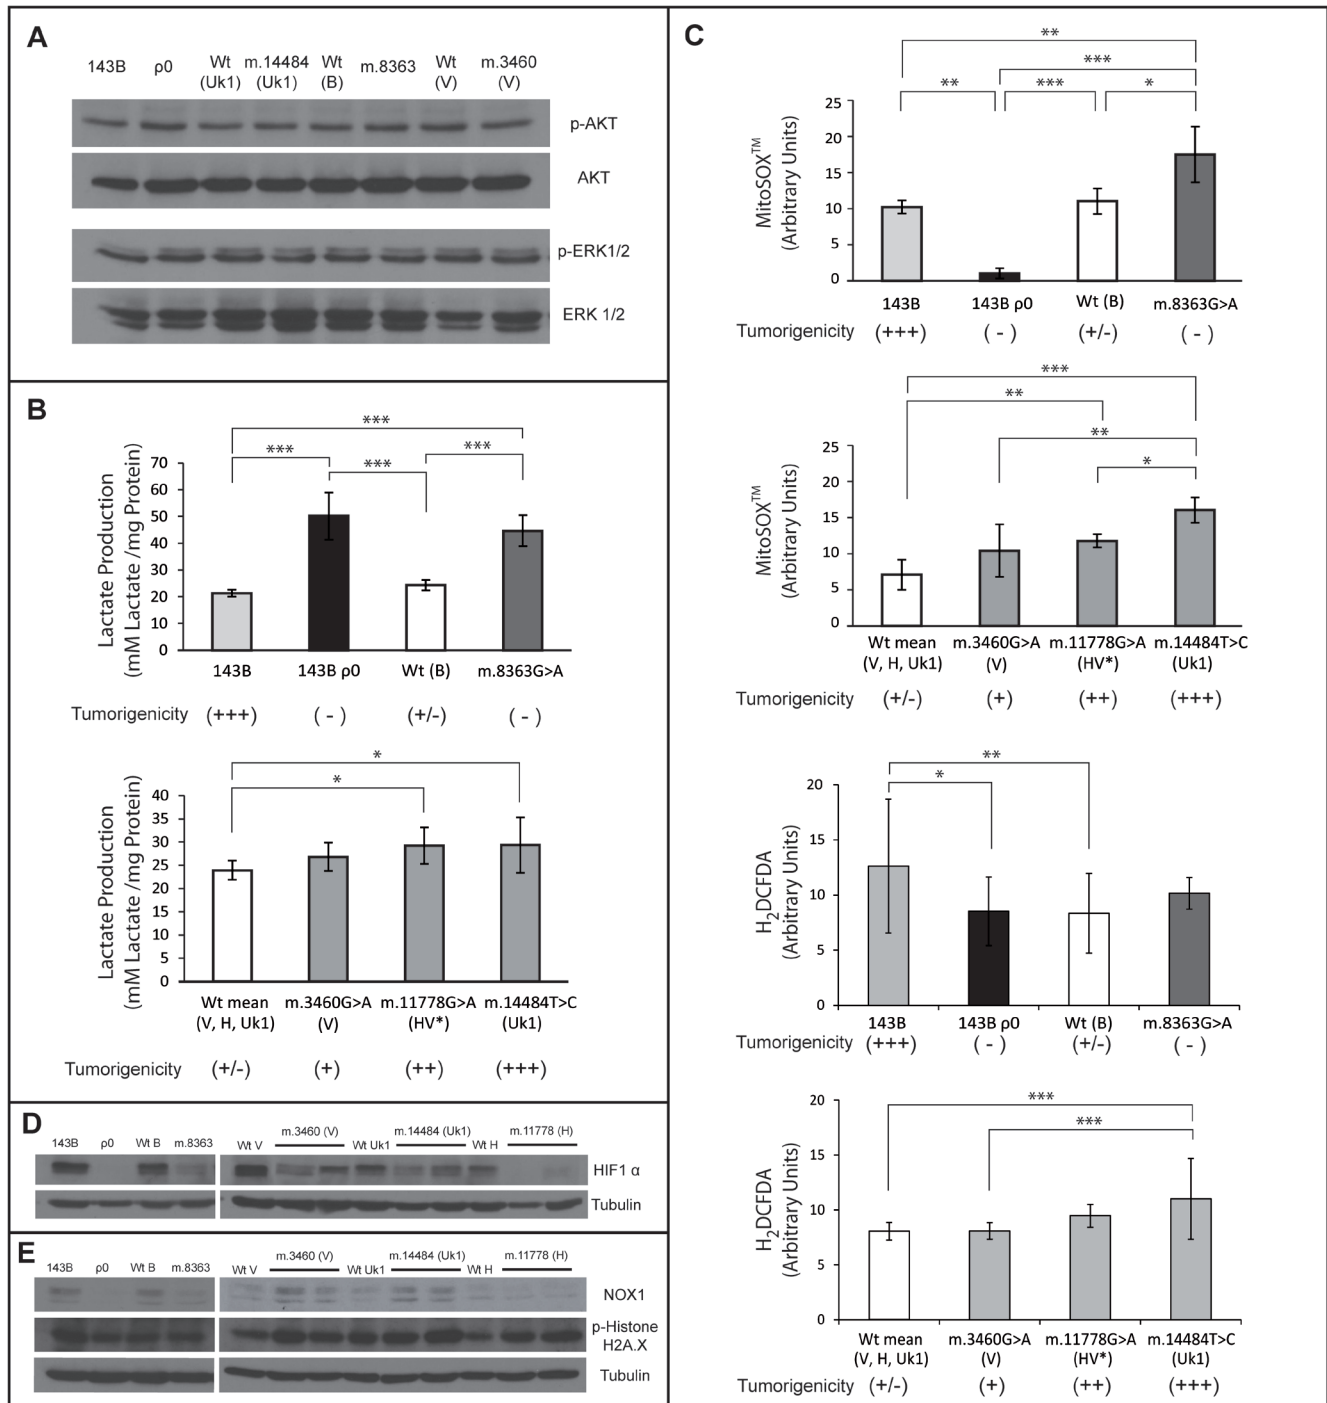 A
143B ρ0 Wt (Uk1) m.14484 (Uk1) Wt (B) m.8363 Wt (V) m.3460 (V)
p-AKT
AKT
p-ERK1/2
ERK 1/2
B
*** *** *** ***
Lactate Production
(mM Lactate /mg Protein)
70
60
50
40
30
20
10
0
143B 143B ρ0 Wt (B) m.8363G>A
Tumorigenicity (+++) ( - ) (+/-) ( - )
* *
Lactate Production
(mM Lactate /mg Protein)
40
35
30
25
20
15
10
5
0
Wt mean m.3460G>A m.11778G>A m.14484T>C
(V, H, Uk1) (V) (HV*) (Uk1)
Tumorigenicity (+/-) (+) (++) (+++)
C
**
***
** *** *
MitoSOX™
(Arbitrary Units)
25
20
15
10
5
0
143B 143B ρ0 Wt (B) m.8363G>A
Tumorigenicity (+++) ( - ) (+/-) ( - )
***
**
**
*
MitoSOX™
(Arbitrary Units)
25
20
15
10
5
0
Wt mean m.3460G>A m.11778G>A m.14484T>C
(V, H, Uk1) (V) (HV*) (Uk1)
Tumorigenicity (+/-) (+) (++) (+++)
**
*
H₂DCFDA
(Arbitrary Units)
20
15
10
5
0
143B 143B ρ0 Wt (B) m.8363G>A
Tumorigenicity (+++) ( - ) (+/-) ( - )
***
***
H₂DCFDA
(Arbitrary Units)
20
15
10
5
0
Wt mean m.3460G>A m.11778G>A m.14484T>C
(V, H, Uk1) (V) (HV*) (Uk1)
Tumorigenicity (+/-) (+) (++) (+++)
D
143B ρ0 Wt B m.8363 Wt V m.3460 (V) Wt Uk1 m.14484 (Uk1) Wt H m.11778 (H)
HIF1 α
Tubulin
E
143B ρ0 Wt B m.8363 Wt V m.3460 (V) Wt Uk1 m.14484 (Uk1) Wt H m.11778 (H)
NOX1
p-Histone
H2A.X
Tubulin